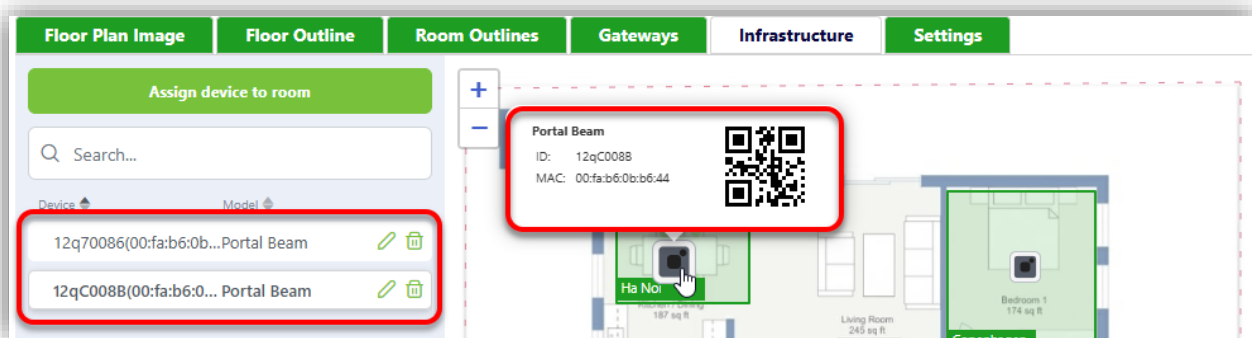 Floor Plan Image
Floor Outline
Room Outlines
Gateways
Infrastructure
Settings
Assign device to room
Search...
Device
Model
12q70086(00:fa:b6:0b...Portal Beam
12qC008B(00:fa:b6:0... Portal Beam
+
−
Portal Beam
ID: 12qC008B
MAC: 00:fa:b6:0b:b6:44
Ha Noi
Kitchen / Dining
187 sq ft
Living Room
245 sq ft
Bedroom 1
174 sq ft